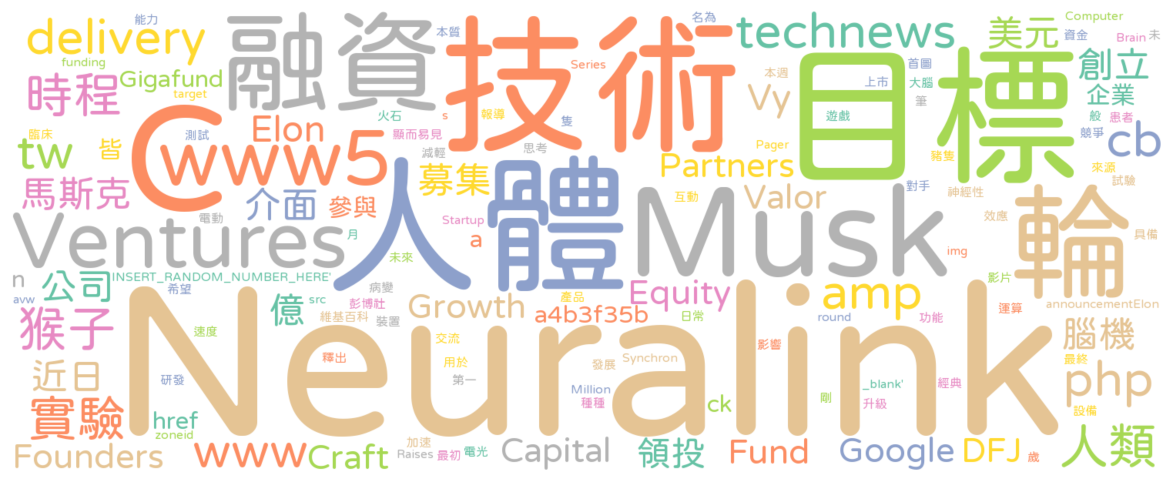 能力
名為
Computer
delivery
融資
技術
technews
美元
資金
Brain
未
本質
funding
Gigafund
Series
目標
本週
首圖
創立
時程
target
上市
大腦
企業
C
www
5
Elon
火石
s
報導
隻
Vy
遊戲
筆
般
患者
臨床
測試
顯而易見
競爭
cb
tw
皆
減輕
思考
Pager
豬隻
Partners
來源
試驗
馬斯克
介面
參與
募集
人體
互動
Valor
對手
神經性
電動
Startup
Musk
輪
效應
具備
Ventures
月
a
未來
img
n
公司
INSERT_RANDOM_NUMBER_HERE'
希望
病變
Equity
amp
影片
avw
億
src
彭博社
產品
Growth
a4b3f35b
announcementElon
猴子
維基百科
裝置
日常
round
功能
運算
速度
Neuralink
交流
影響
腦機
釋出
用於
發展
Synchron
最終
近日
研發
第一
Million
_blank'
經典
php
種種
ck
剛
升級
設備
實驗
href
zoneid
www
Craft
加速
Raises
最初
電光
Capital
領投
Fund
Google
DFJ
歲
人類
Founders